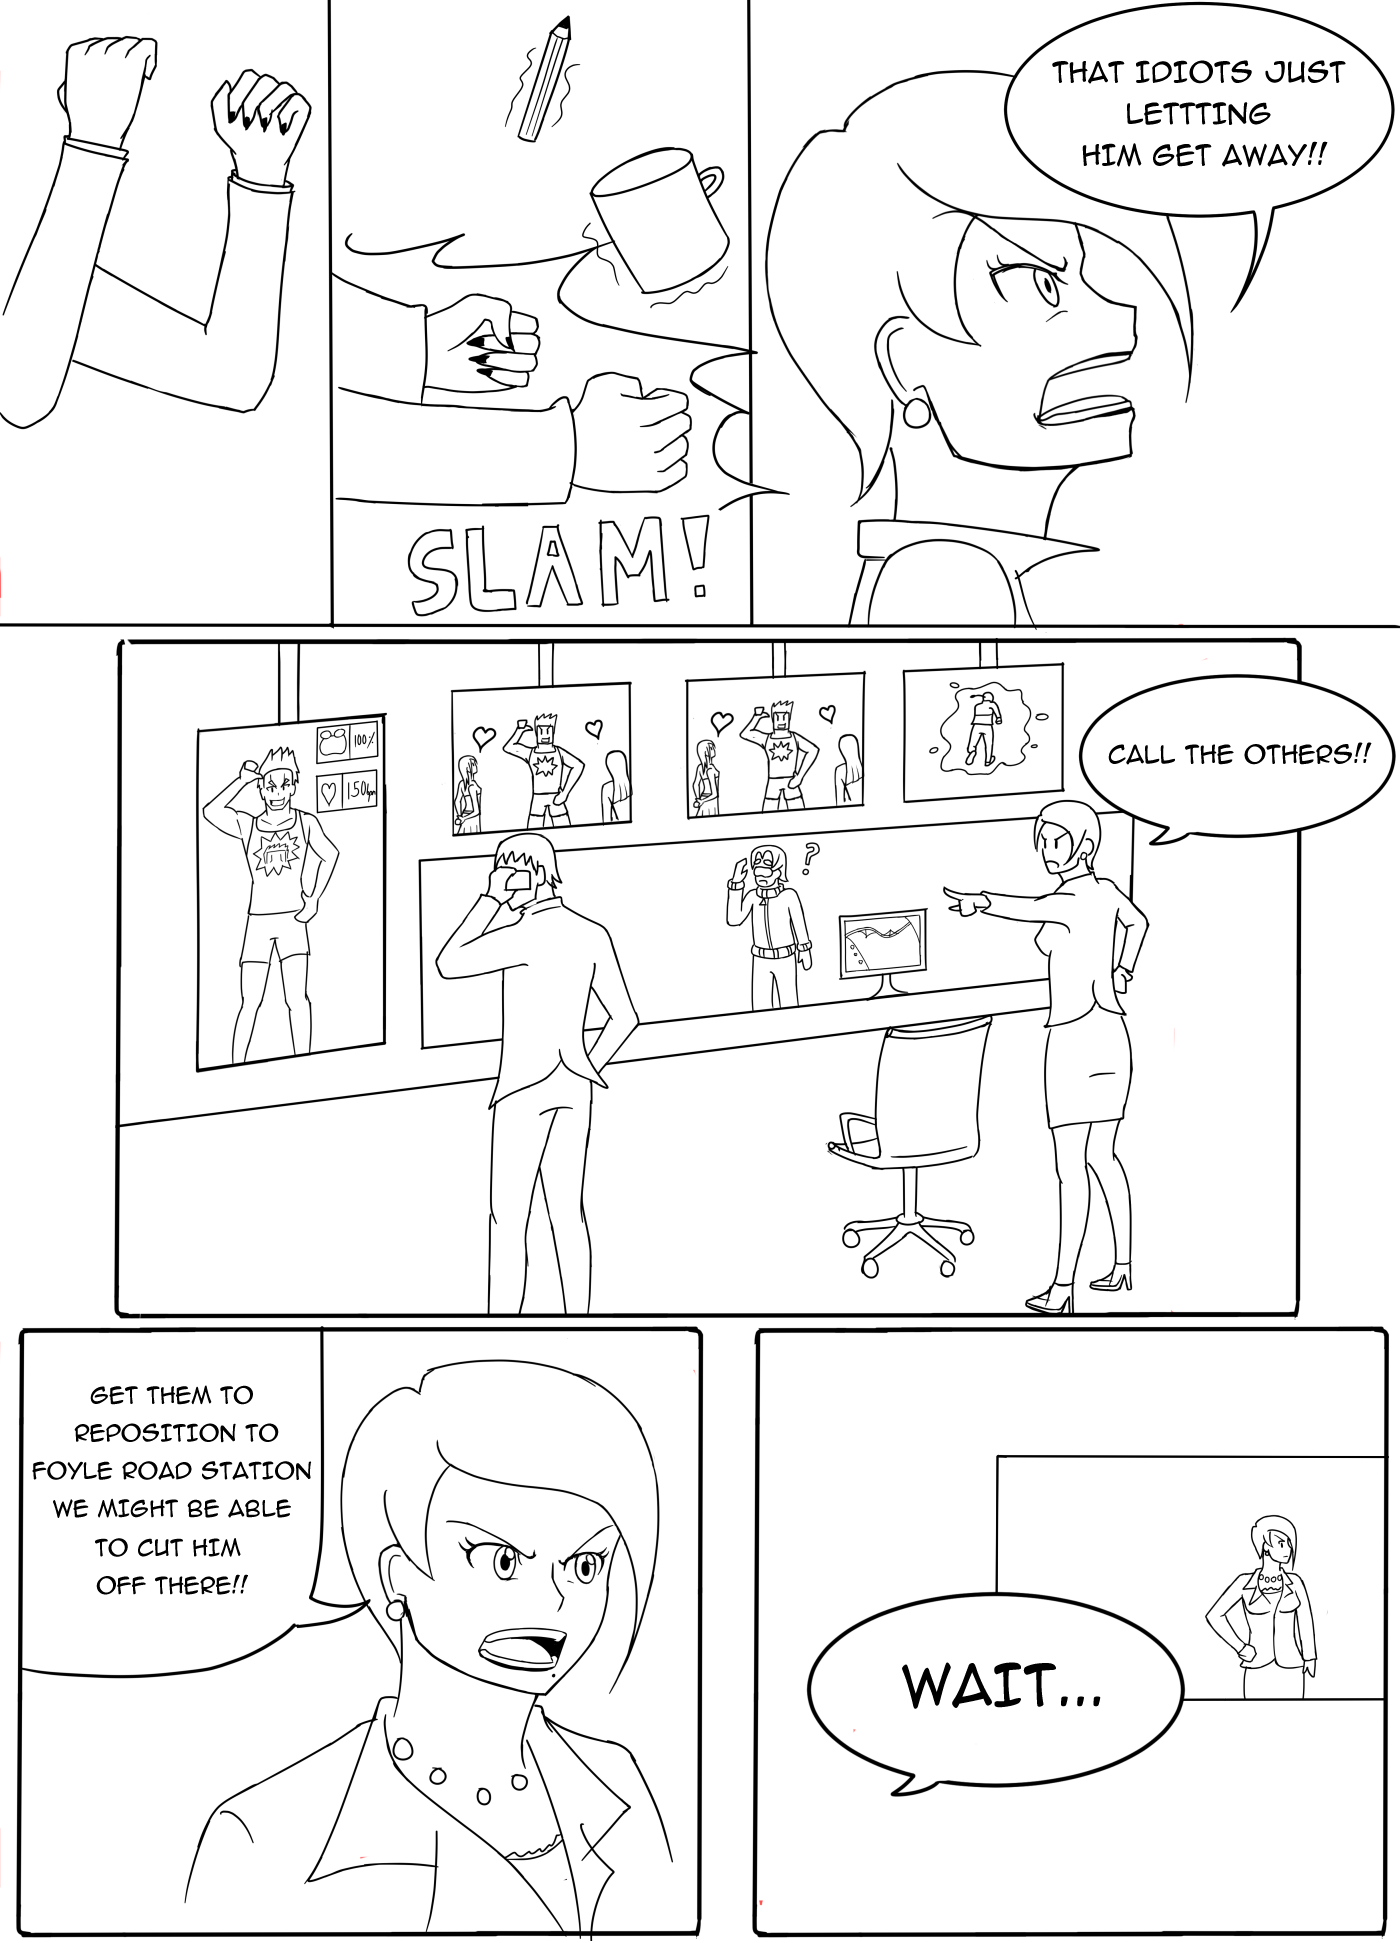 THAT IDIOTS JUST
LETTTING
HIM GET AWAY!!
SLAM!
100%
150bpm
?
CALL THE OTHERS!!
GET THEM TO
REPOSITION TO
FOYLE ROAD STATION
WE MIGHT BE ABLE
TO CUT HIM
OFF THERE!!
WAIT...